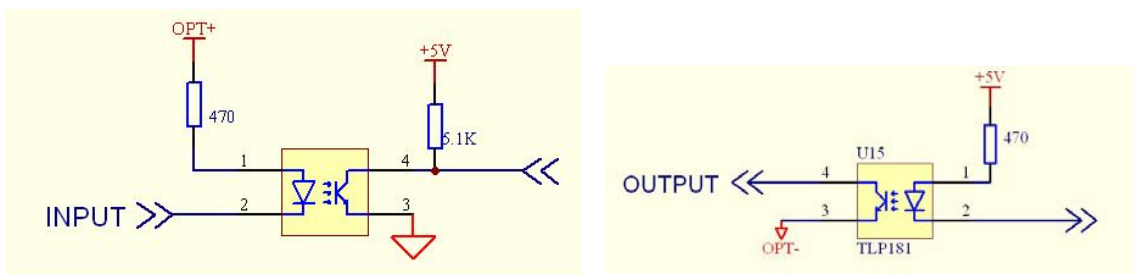 OPT+
470
+5V
5.1K
1
4
INPUT
2
3
+5V
470
U15
OUTPUT
4
1
3
2
OPT-
TLP181